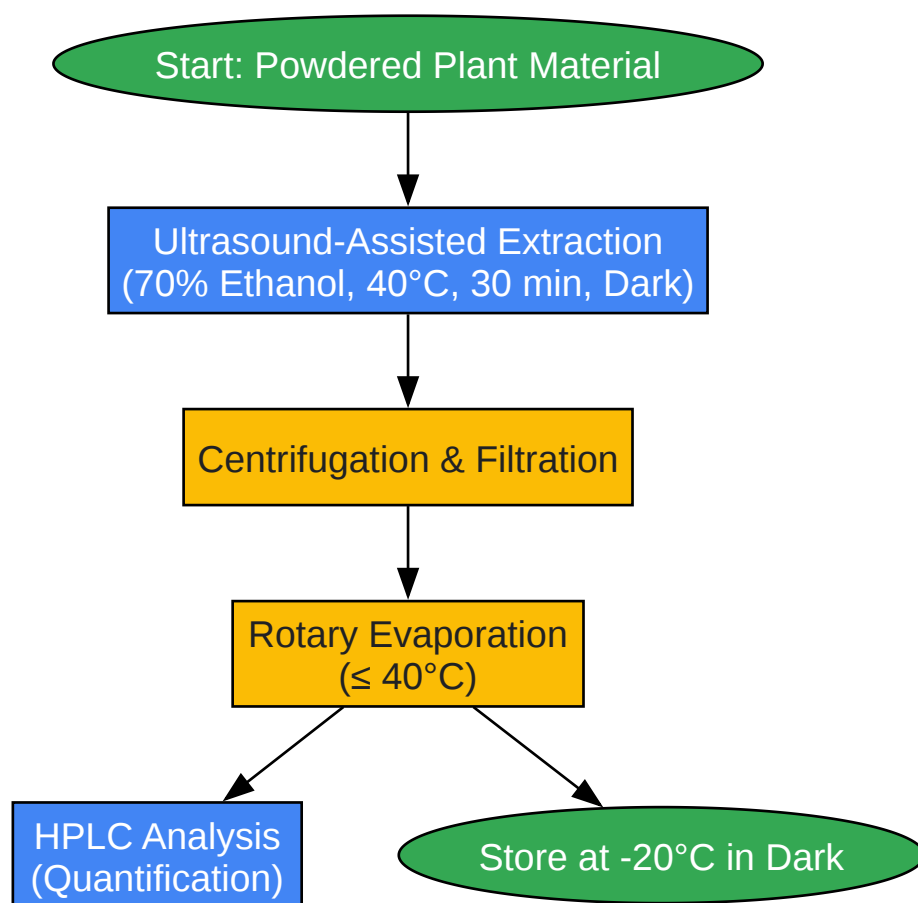 Start: Powdered Plant Material
Ultrasound-Assisted Extraction
(70% Ethanol, 40°C, 30 min, Dark)
Centrifugation & Filtration
Rotary Evaporation
(≤ 40°C)
HPLC Analysis
(Quantification)
Store at -20°C in Dark